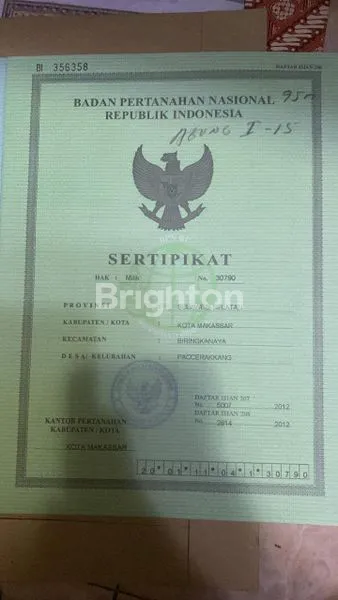 BI 356358
DAFTAR ISIAN 206
BADAN PERTANAHAN NASIONAL
REPUBLIK INDONESIA
95m
AGUNG I-15
SERTIPIKAT
HAK : Milik No. 30790
Brighton
PROVINSI :
KABUPATEN / KOTA : KOTA MAKASSAR
KECAMATAN : BIRINGKANAYA
DESA/ KELURAHAN : PACCERAKKANG
DAFTAR ISIAN 207
No. 5007 2012
DAFTAR ISIAN 208
No. 2814 2012
KANTOR PERTANAHAN
KABUPATEN / KOTA
KOTA MAKASSAR
20 01 11 04 1 30790